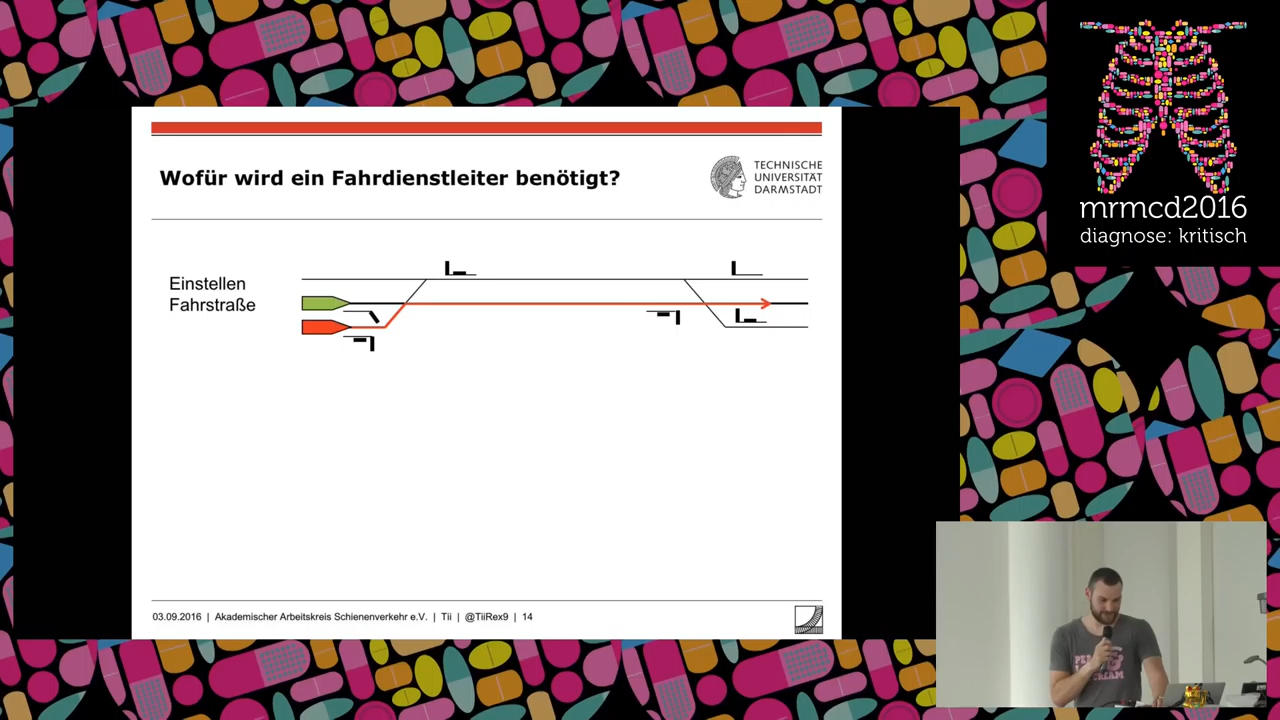 Wofür wird ein Fahrdienstleiter benötigt?
TECHNISCHE
UNIVERSITÄT
DARMSTADT
Einstellen
Fahrstraße
03.09.2016 | Akademischer Arbeitskreis Schienenverkehr e.V. | Tii | @TiiRex9 | 14
mrmcd2016
diagnose: kritisch